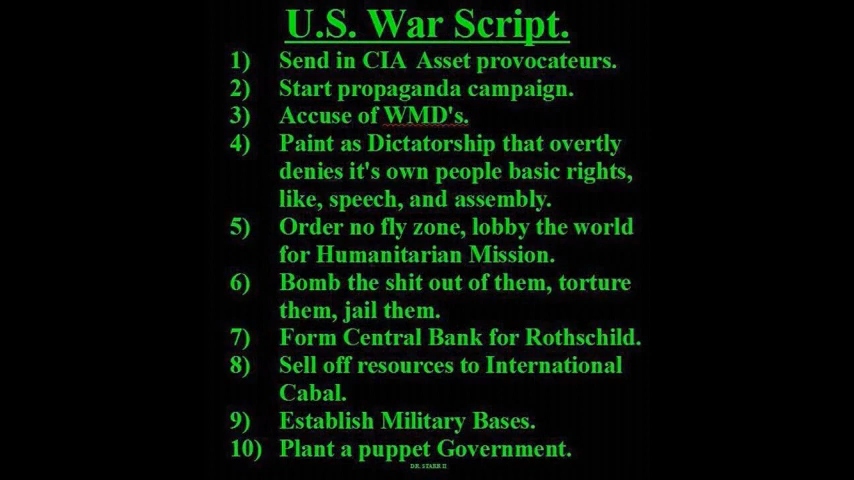 U.S. War Script.
1) Send in CIA Asset provocateurs.
2) Start propaganda campaign.
3) Accuse of WMD's.
4) Paint as Dictatorship that overtly
denies it's own people basic rights,
like, speech, and assembly.
5) Order no fly zone, lobby the world
for Humanitarian Mission.
6) Bomb the shit out of them, torture
them, jail them.
7) Form Central Bank for Rothschild.
8) Sell off resources to International
Cabal.
9) Establish Military Bases.
10) Plant a puppet Government.
DR. STARR II